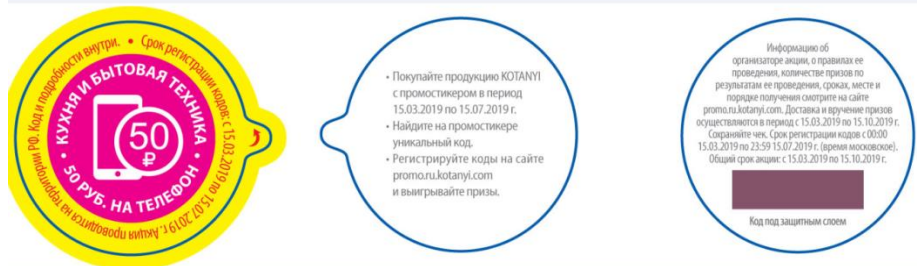 Акция проводится на территории РФ. Код и подробности внутри. • Срок регистрации кодов: с 15.03.2019 по 15.07.2019 г.
• КУХНЯ И БЫТОВАЯ ТЕХНИКА •
50 ₽
50 РУБ. НА ТЕЛЕФОН
• Покупайте продукцию KOTANYI
с промостикером в период
15.03.2019 по 15.07.2019 г.
• Найдите на промостикере
уникальный код.
• Регистрируйте коды на сайте
promo.ru.kotanyi.com
и выигрывайте призы.
Информацию об
организаторе акции, о правилах ее
проведения, количестве призов по
результатам ее проведения, сроках, месте и
порядке получения смотрите на сайте
promo.ru.kotanyi.com. Доставка и вручение призов
осуществляются в период с 15.03.2019 по 15.10.2019 г.
Сохраняйте чек. Срок регистрации кодов с 00:00
15.03.2019 по 23:59 15.07.2019 г. (время московское).
Общий срок акции: с 15.03.2019 по 15.10.2019 г.
Код под защитным слоем